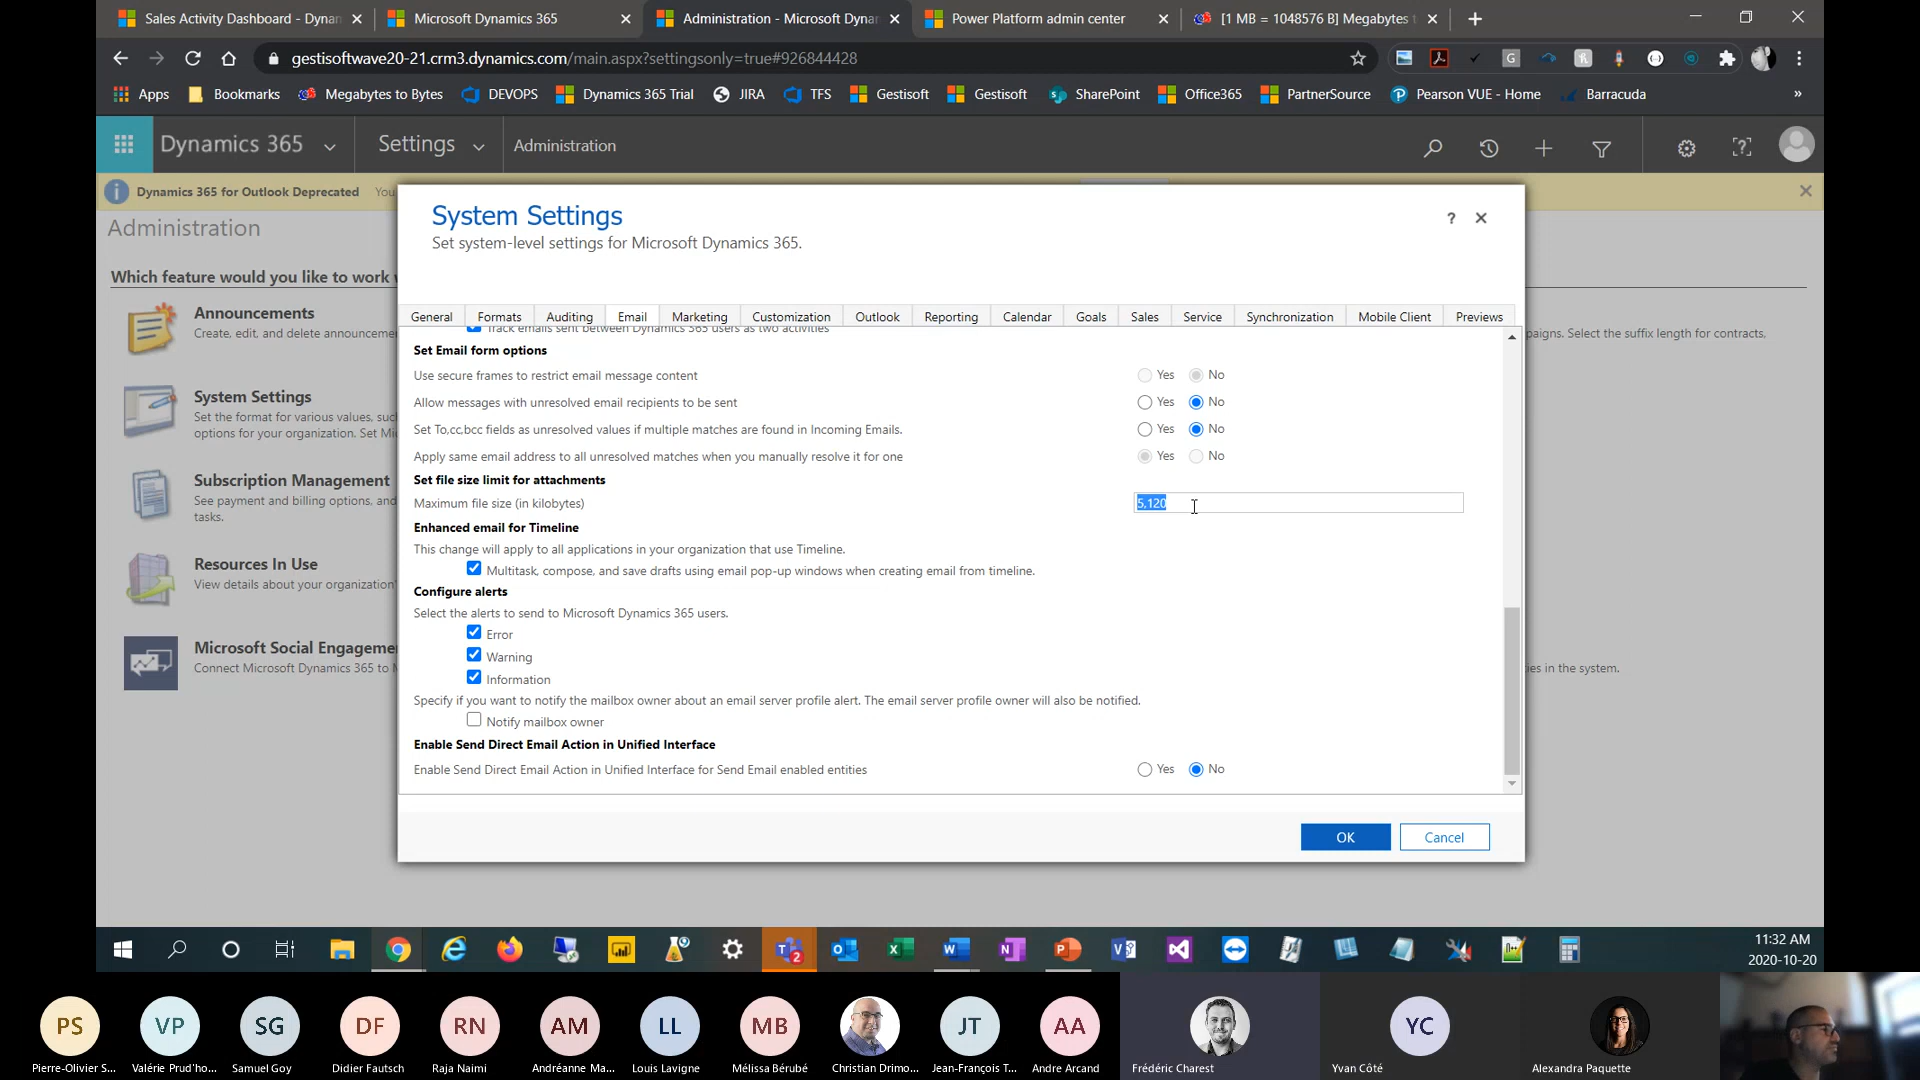 Sales Activity Dashboard - Dynar
Microsoft Dynamics 365
Administration - Microsoft Dynar
Power Platform admin center
[1 MB = 1048576 B] Megabytes t
gestisoftwave20-21.crm3.dynamics.com/main.aspx?settingsonly=true#926844428
Apps
Bookmarks
Megabytes to Bytes
DEVOPS
Dynamics 365 Trial
JIRA
TFS
Gestisoft
Gestisoft
SharePoint
Office365
PartnerSource
Pearson VUE - Home
Barracuda
»
Dynamics 365
Settings
Administration
Dynamics 365 for Outlook Deprecated You
Administration
Which feature would you like to work
Announcements
Create, edit, and delete announceme
System Settings
Set the format for various values, suc
options for your organization. Set Mi
Subscription Management
See payment and billing options, and
tasks.
Resources In Use
View details about your organization'
Microsoft Social Engageme
Connect Microsoft Dynamics 365 to M
paigns. Select the suffix length for contracts.
ies in the system.
System Settings
Set system-level settings for Microsoft Dynamics 365.
?
General
Formats
Auditing
Email
Marketing
Customization
Outlook
Reporting
Calendar
Goals
Sales
Service
Synchronization
Mobile Client
Previews
Track emails sent between Dynamics 365 users as two activities
Set Email form options
Use secure frames to restrict email message content Yes No
Allow messages with unresolved email recipients to be sent Yes No
Set To,cc,bcc fields as unresolved values if multiple matches are found in Incoming Emails. Yes No
Apply same email address to all unresolved matches when you manually resolve it for one Yes No
Set file size limit for attachments
Maximum file size (in kilobytes) 5,120
Enhanced email for Timeline
This change will apply to all applications in your organization that use Timeline.
Multitask, compose, and save drafts using email pop-up windows when creating email from timeline.
Configure alerts
Select the alerts to send to Microsoft Dynamics 365 users.
Error
Warning
Information
Specify if you want to notify the mailbox owner about an email server profile alert. The email server profile owner will also be notified.
Notify mailbox owner
Enable Send Direct Email Action in Unified Interface
Enable Send Direct Email Action in Unified Interface for Send Email enabled entities Yes No
OK
Cancel
11:32 AM
2020-10-20
PS
VP
SG
DF
RN
AM
LL
MB
JT
AA
YC
Pierre-Olivier S...
Valérie Prud'ho...
Samuel Goy
Didier Fautsch
Raja Naimi
Andréanne Ma...
Louis Lavigne
Mélissa Bérubé
Christian Drimo...
Jean-François T...
Andre Arcand
Frédéric Charest
Yvan Côté
Alexandra Paquette